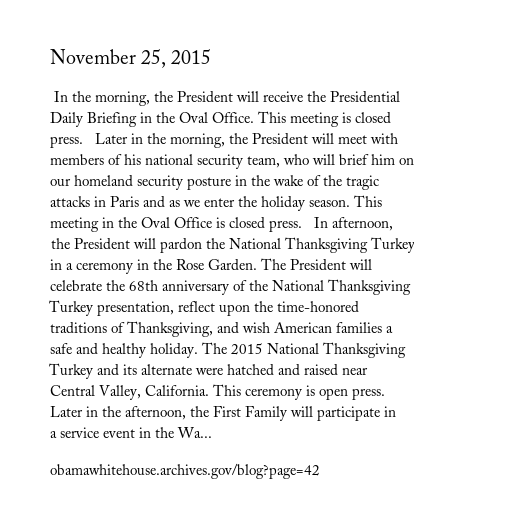 November 25, 2015
In the morning, the President will receive the Presidential
Daily Briefing in the Oval Office. This meeting is closed
press.   Later in the morning, the President will meet with
members of his national security team, who will brief him on
our homeland security posture in the wake of the tragic
attacks in Paris and as we enter the holiday season. This
meeting in the Oval Office is closed press.   In afternoon,
the President will pardon the National Thanksgiving Turkey
in a ceremony in the Rose Garden. The President will
celebrate the 68th anniversary of the National Thanksgiving
Turkey presentation, reflect upon the time-honored
traditions of Thanksgiving, and wish American families a
safe and healthy holiday. The 2015 National Thanksgiving
Turkey and its alternate were hatched and raised near
Central Valley, California. This ceremony is open press.
Later in the afternoon, the First Family will participate in
a service event in the Wa...
obamawhitehouse.archives.gov/blog?page=42